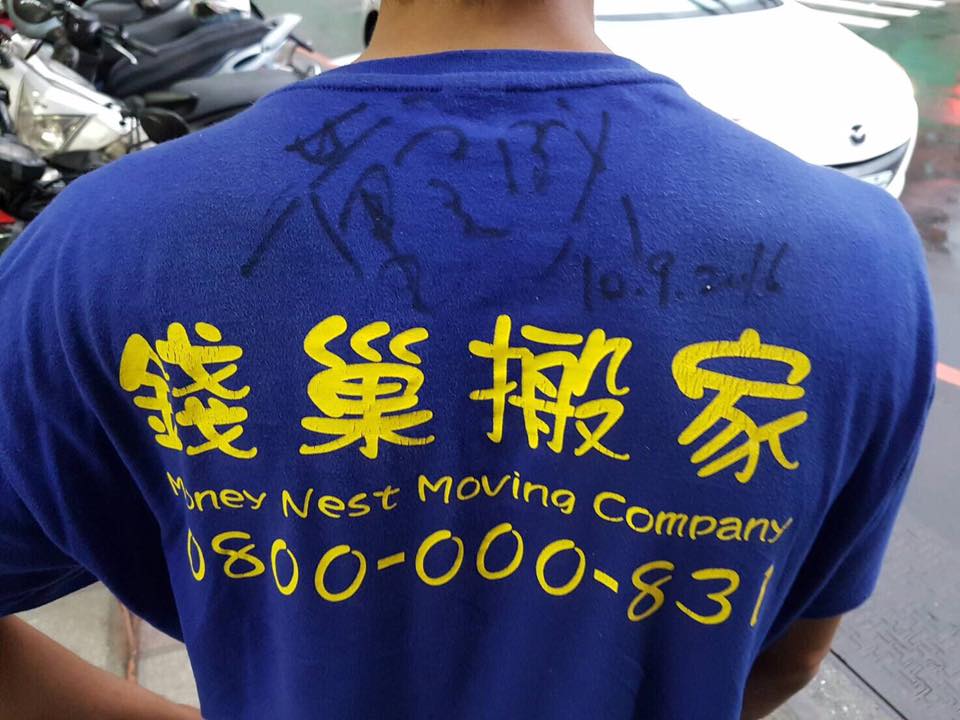 10.9.2016
錢巢搬家
Money Nest Moving Company
0800-000-831